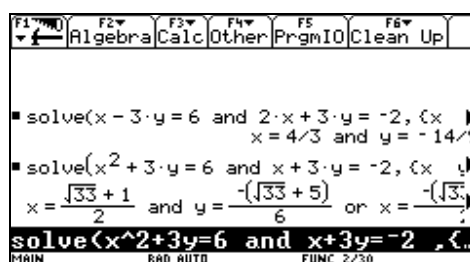 F1 F2 F3 F4 F5 F6
Algebra Calc Other PrgmIO Clean Up
solve(x - 3·y = 6 and 2·x + 3·y = -2, {x
x = 4/3 and y = -14/
solve(x² + 3·y = 6 and x + 3·y = -2, {x y
x = (√33 + 1)/2 and y = -(√33 + 5)/6 or x = -(√3
solve(x^2+3y=6 and x+3y=-2 ,{…
MAIN RAD AUTO FUNC 2/30